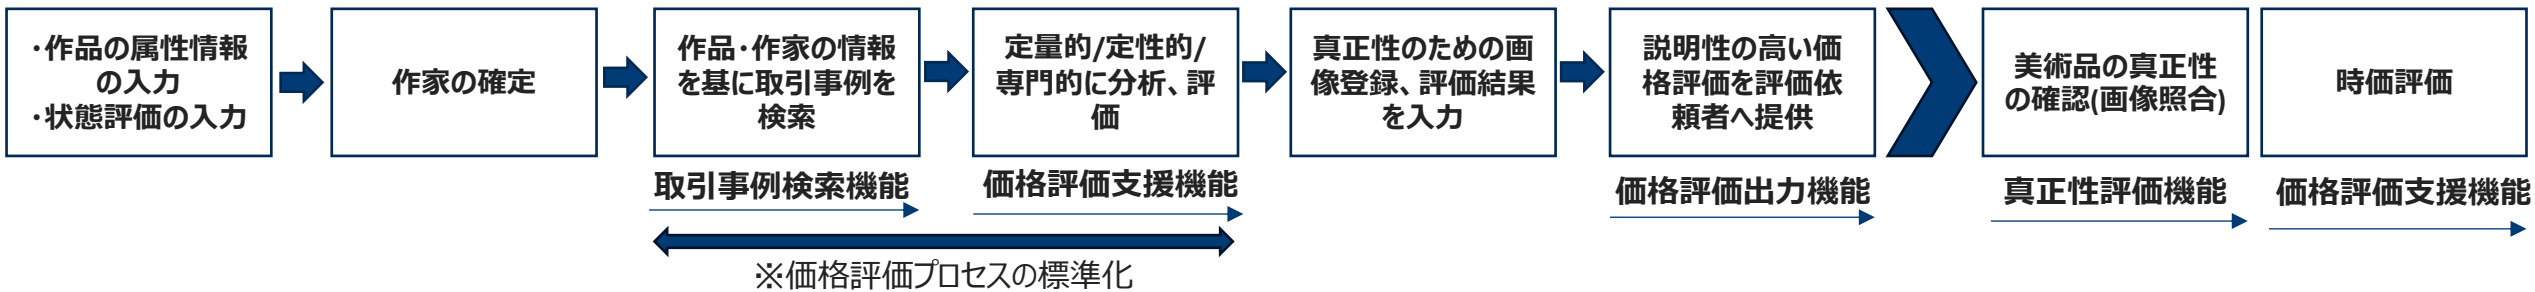 ・作品の属性情報
の入力
・状態評価の入力
作家の確定
作品・作家の情報
を基に取引事例を
検索
定量的/定性的/
専門的に分析、評
価
真正性のための画
像登録、評価結果
を入力
説明性の高い価
格評価を評価依
頼者へ提供
美術品の真正性
の確認(画像照合)
時価評価
取引事例検索機能
価格評価支援機能
価格評価出力機能
真正性評価機能
価格評価支援機能
※価格評価プロセスの標準化